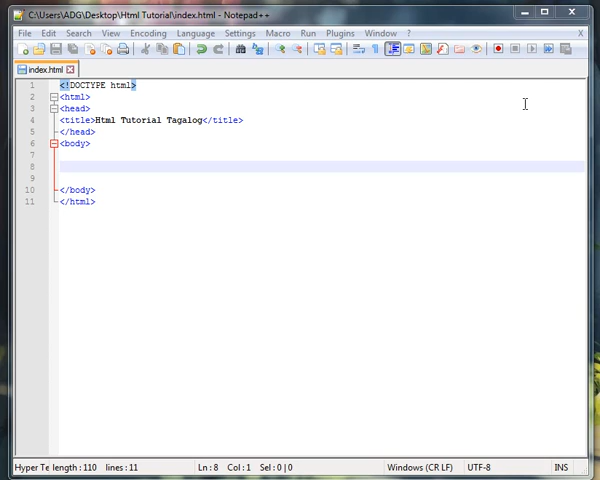 C:\Users\ADG\Desktop\Html Tutorial\index.html - Notepad++
File Edit Search View Encoding Language Settings Macro Run Plugins Window ? X
index.html
1 <!DOCTYPE html>
2 <html>
3 <head>
4 <title>Html Tutorial Tagalog</title>
5 </head>
6 <body>
7
8
9
10 </body>
11 </html>
Hyper Te length : 110 lines : 11 Ln : 8 Col : 1 Sel : 0 | 0 Windows (CR LF) UTF-8 INS